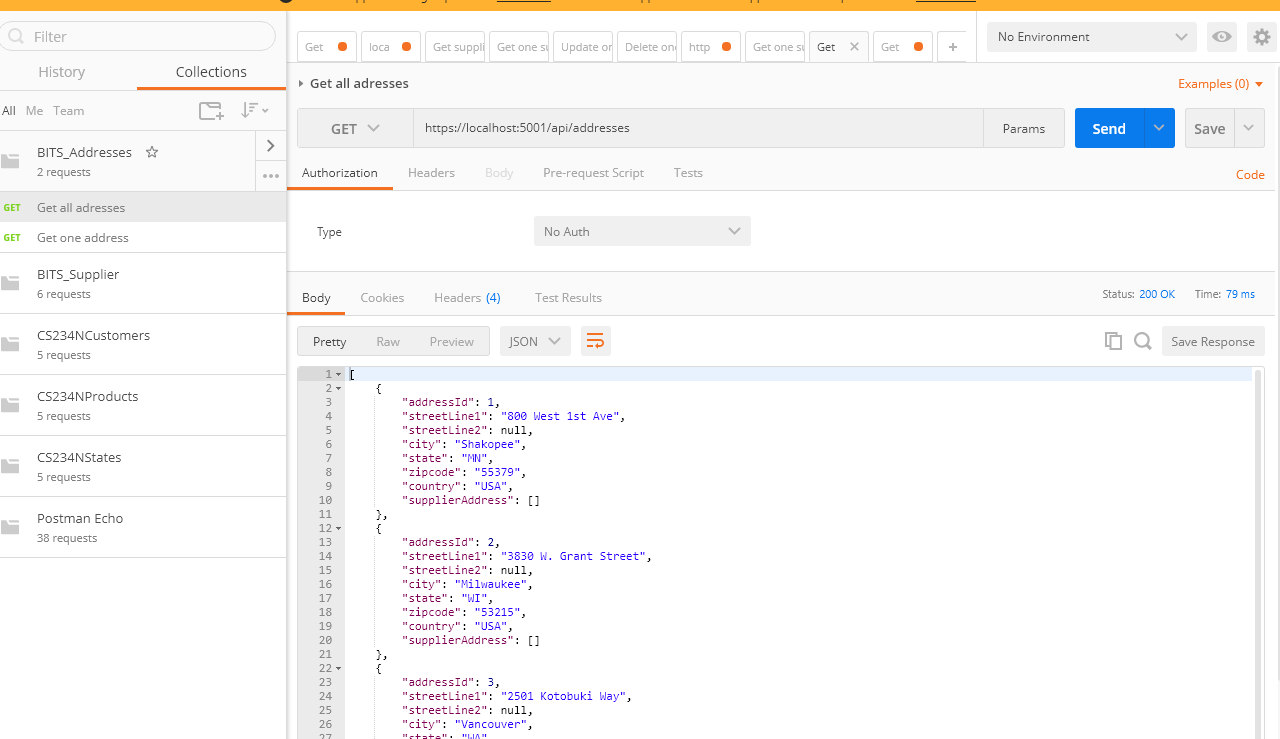 Filter
History Collections
All Me Team
BITS_Addresses
2 requests
GET Get all adresses
GET Get one address
BITS_Supplier
6 requests
CS234NCustomers
5 requests
CS234NProducts
5 requests
CS234NStates
5 requests
Postman Echo
38 requests
Get loca Get suppli Get one su Update or Delete one http Get one su Get Get
No Environment
Get all adresses
Examples (0)
GET https://localhost:5001/api/addresses Params Send Save
Authorization Headers Body Pre-request Script Tests Code
Type No Auth
Body Cookies Headers (4) Test Results Status: 200 OK Time: 79 ms
Pretty Raw Preview JSON Save Response
1 [
2 {
3 "addressId": 1,
4 "streetLine1": "800 West 1st Ave",
5 "streetLine2": null,
6 "city": "Shakopee",
7 "state": "MN",
8 "zipcode": "55379",
9 "country": "USA",
10 "supplierAddress": []
11 },
12 {
13 "addressId": 2,
14 "streetLine1": "3830 W. Grant Street",
15 "streetLine2": null,
16 "city": "Milwaukee",
17 "state": "WI",
18 "zipcode": "53215",
19 "country": "USA",
20 "supplierAddress": []
21 },
22 {
23 "addressId": 3,
24 "streetLine1": "2501 Kotobuki Way",
25 "streetLine2": null,
26 "city": "Vancouver",
27 "state": "WA",